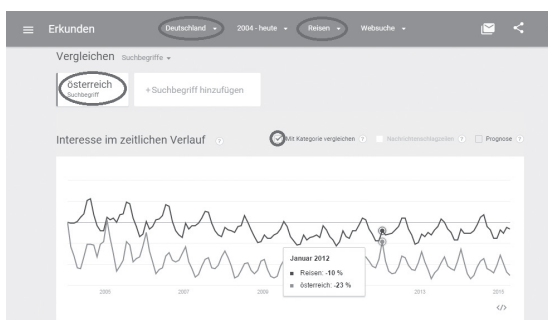 Erkunden Deutschland 2004 - heute Reisen Websuche
Vergleichen Suchbegriffe
österreich
Suchbegriff
+Suchbegriff hinzufügen
Interesse im zeitlichen Verlauf ? Mit Kategorie vergleichen ? Nachrichtenschlagzeilen ? Prognose ?
Januar 2012
Reisen: -10 %
österreich: -23 %
2005 2007 2009 2013 2015
</>